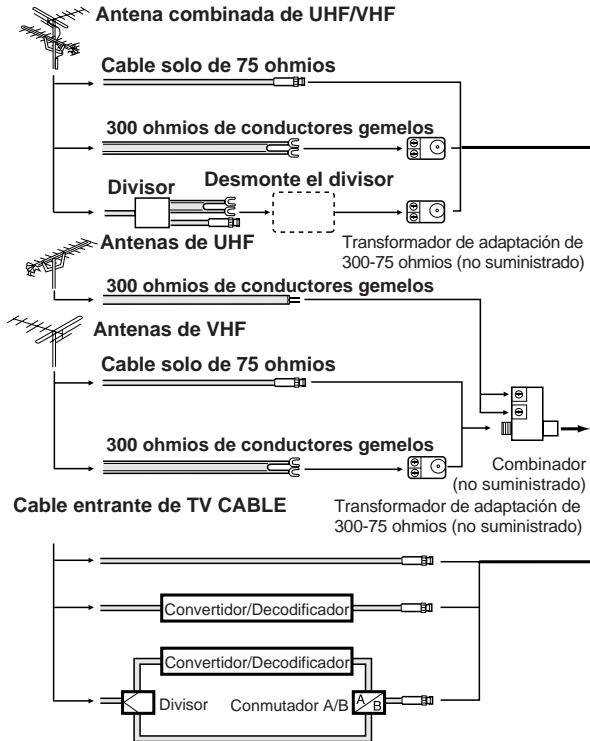 Antena combinada de UHF/VHF
Cable solo de 75 ohmios
300 ohmios de conductores gemelos
Divisor
Desmonte el divisor
Antenas de UHF
Transformador de adaptación de
300-75 ohmios (no suministrado)
300 ohmios de conductores gemelos
Antenas de VHF
Cable solo de 75 ohmios
300 ohmios de conductores gemelos
Combinador
(no suministrado)
Cable entrante de TV CABLE
Transformador de adaptación de
300-75 ohmios (no suministrado)
Convertidor/Decodificador
Convertidor/Decodificador
Divisor
Conmutador A/B
A
B